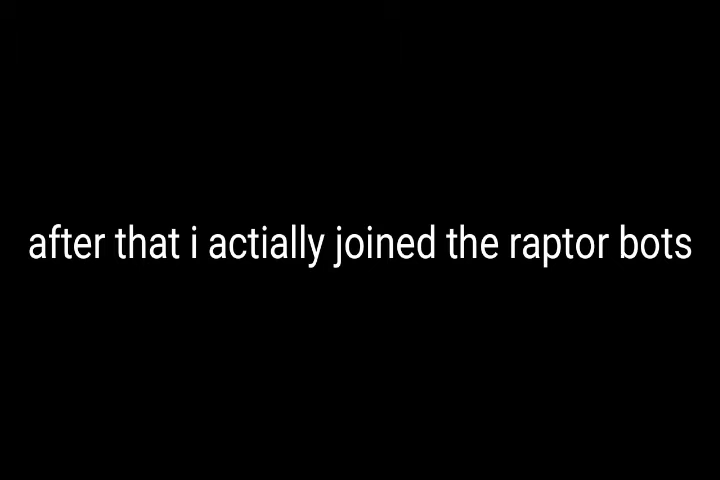 after that i actially joined the raptor bots